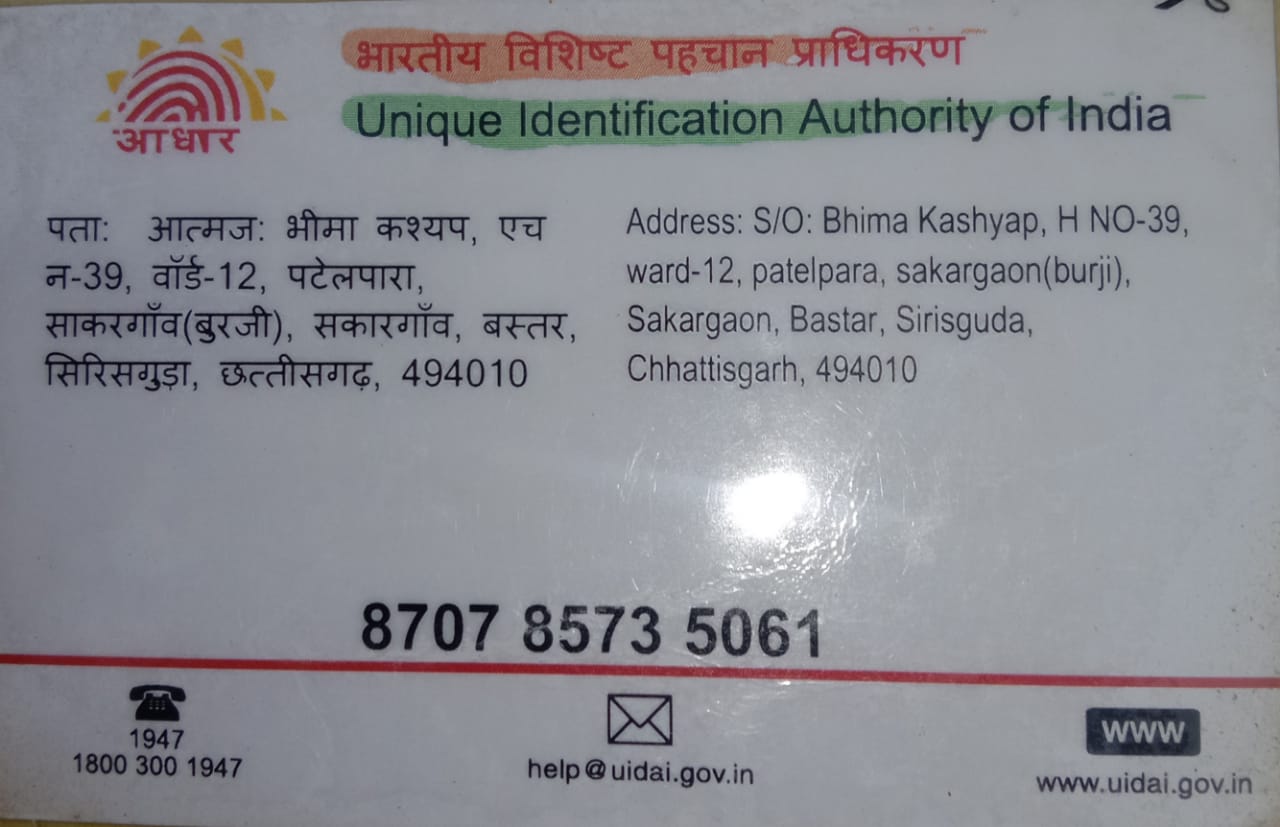 भारतीय विशिष्ट पहचान प्राधिकरण
Unique Identification Authority of India
आधार
पता: आत्मज: भीमा कश्यप, एच
न-39, वॉर्ड-12, पटेलपारा,
साकरगाँव(बुरजी), सकारगाँव, बस्तर,
सिरिसगुड़ा, छत्तीसगढ़, 494010
Address: S/O: Bhima Kashyap, H NO-39,
ward-12, patelpara, sakargaon(burji),
Sakargaon, Bastar, Sirisguda,
Chhattisgarh, 494010
8707 8573 5061
1947
1800 300 1947
help@uidai.gov.in
www
www.uidai.gov.in